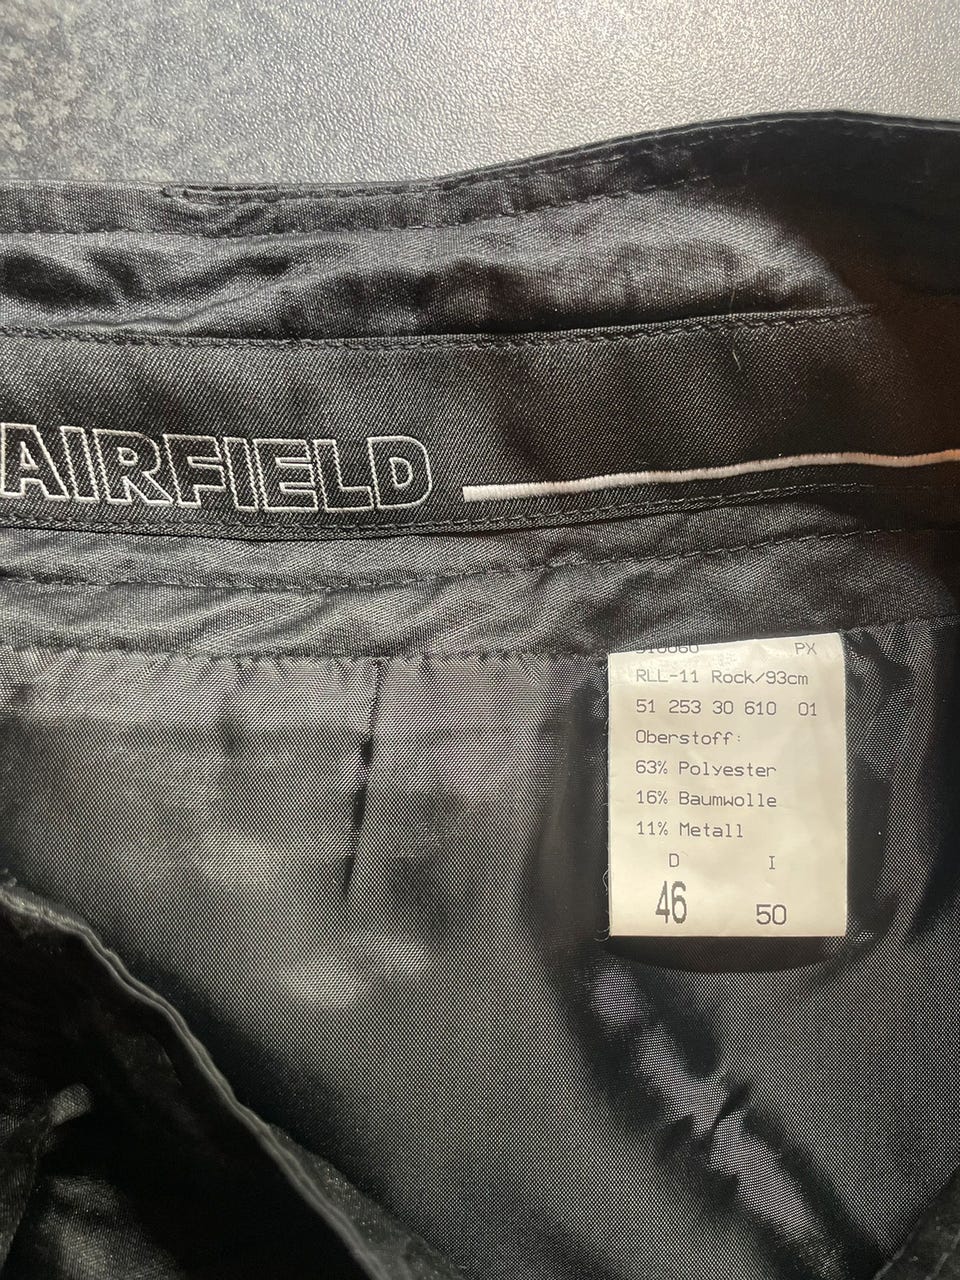 AIRFIELD
PX
RLL-11 Rock/93cm
51 253 30 610 01
Oberstoff:
63% Polyester
16% Baumwolle
11% Metall
D I
46 50